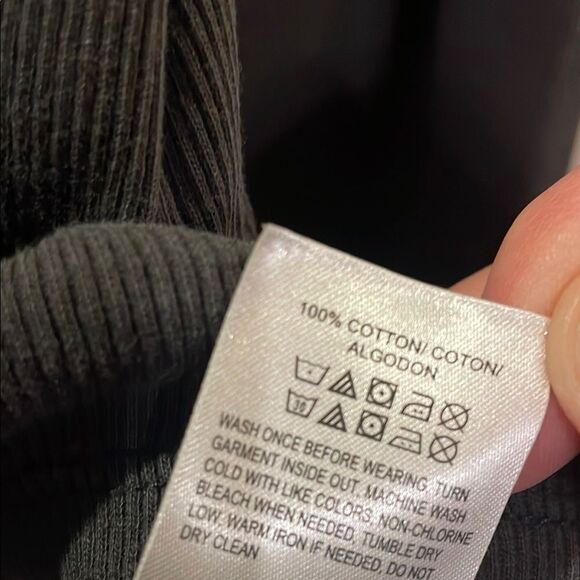 100% COTTON/ COTON/
ALGODON
30
WASH ONCE BEFORE WEARING. TURN
GARMENT INSIDE OUT. MACHINE WASH
COLD WITH LIKE COLORS. NON-CHLORINE
BLEACH WHEN NEEDED, TUMBLE DRY
LOW. WARM IRON IF NEEDED. DO NOT
DRY CLEAN